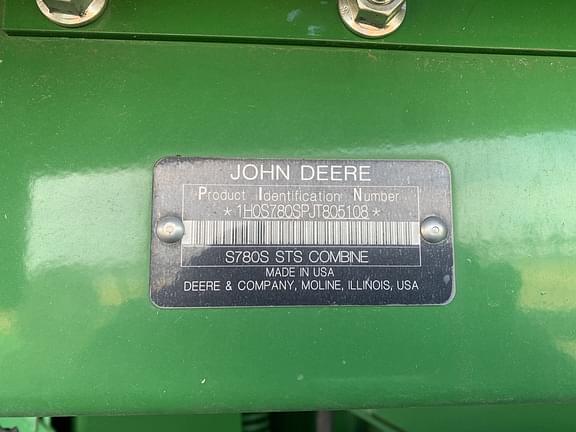 JOHN DEERE
Product Identification Number
*1H0S780SPJT805108*
S780S STS COMBINE
MADE IN USA
DEERE & COMPANY, MOLINE, ILLINOIS, USA